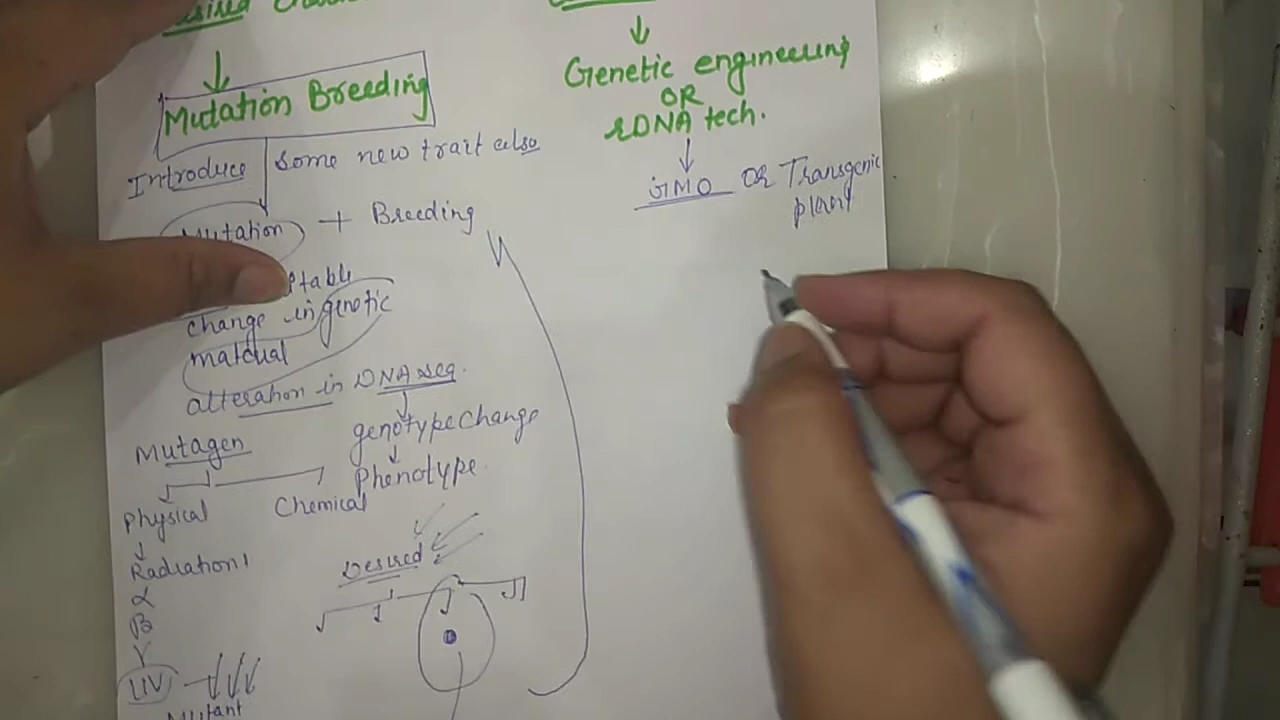 Mutation Breeding
Introduce some new trait also
Mutation + Breeding
change in genetic
material
alteration in DNA seq.
genotype change
Phenotype.
Mutagen
Physical
Chemical
Radiation
α
β
γ
UV
Mutant
Desired
Genetic engineering
OR
rDNA tech.
GMO OR Transgenic
plant